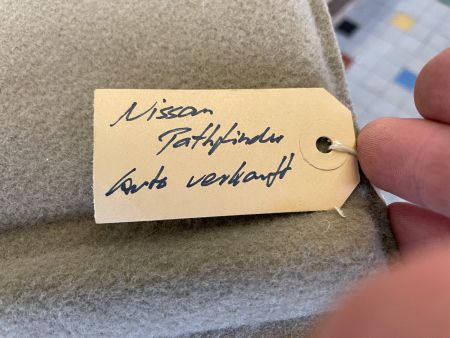 Nissan
Pathfinder
Auto verkauft